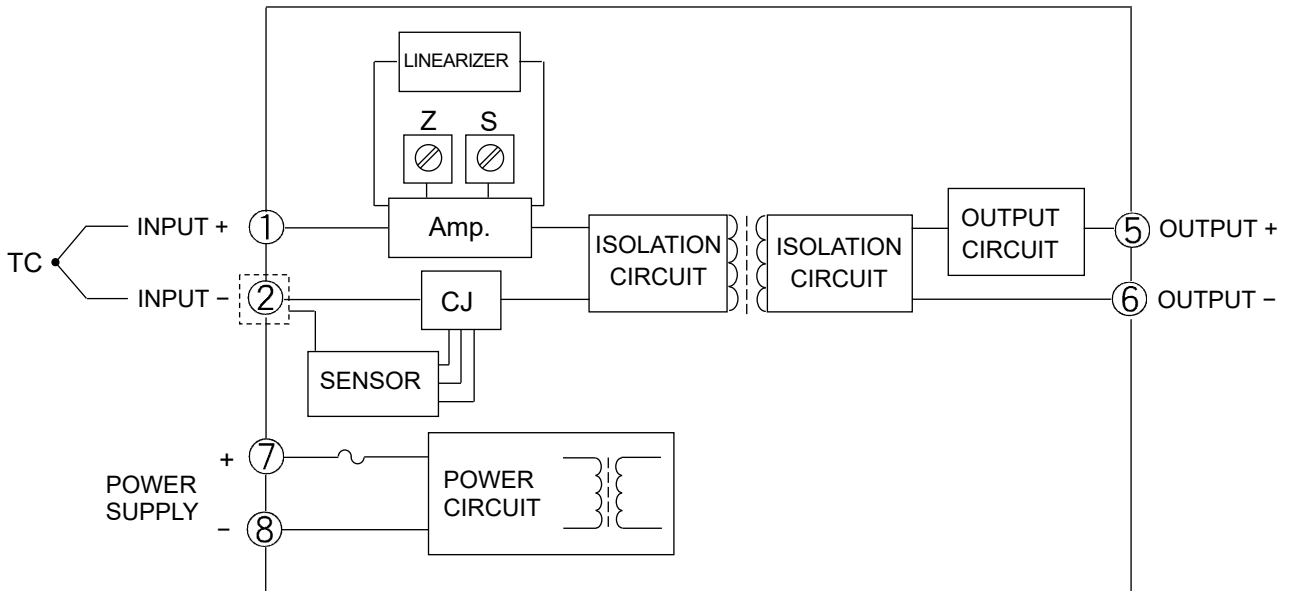 LINEARIZER
Z
S
TC
INPUT +
1
Amp.
ISOLATION
CIRCUIT
ISOLATION
CIRCUIT
OUTPUT
CIRCUIT
5
OUTPUT +
INPUT −
2
CJ
6
OUTPUT −
SENSOR
POWER
SUPPLY
+
7
−
8
POWER
CIRCUIT